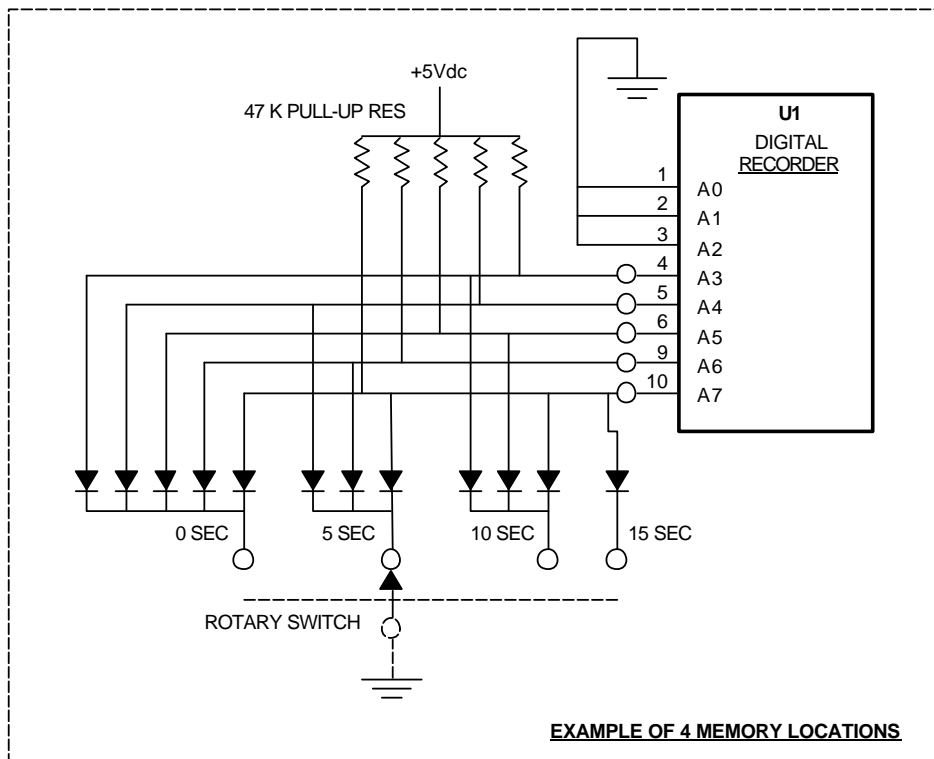 +5Vdc
47 K PULL-UP RES
U1
DIGITAL
RECORDER
1
A0
2
A1
3
A2
4
A3
5
A4
6
A5
9
A6
10
A7
0 SEC
5 SEC
10 SEC
15 SEC
ROTARY SWITCH
EXAMPLE OF 4 MEMORY LOCATIONS